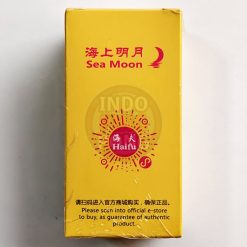 海上明月
Sea Moon
INDO
海夫
Haifu
请扫码进入官方商城购买，确保正品。
Please scan into official e-store
to buy, as guarantee of authentic
product.